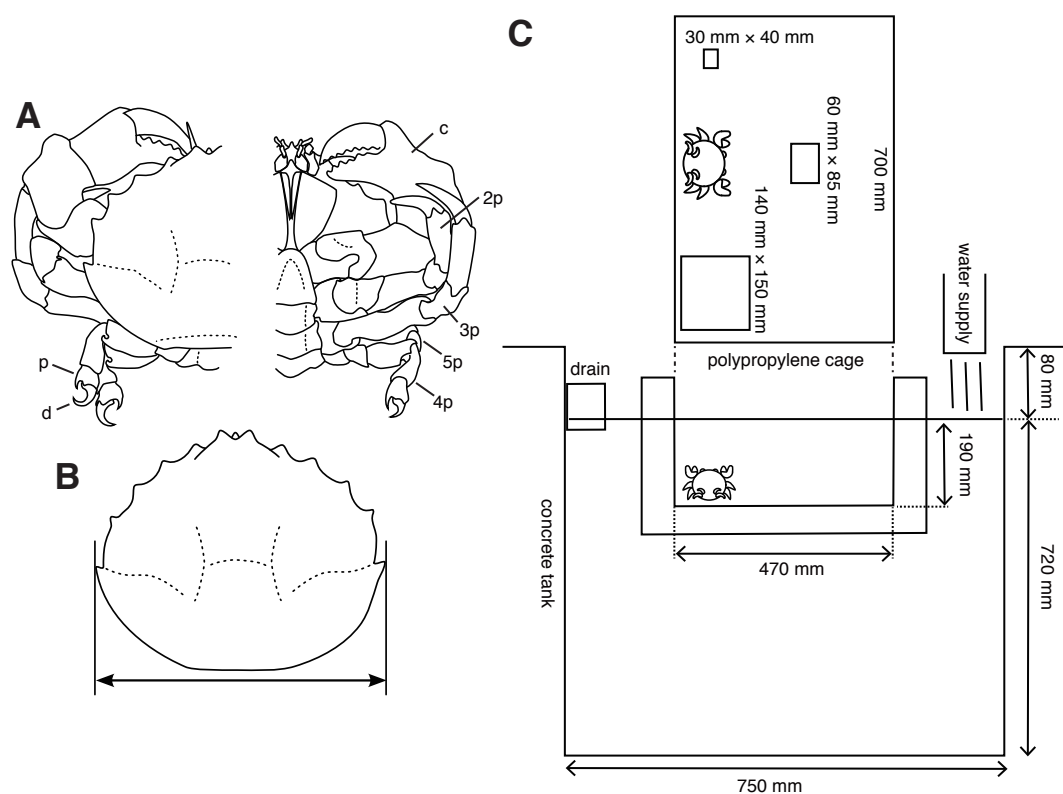 A
c
2p
3p
5p
4p
p
d
B
C
30 mm × 40 mm
60 mm × 85 mm
700 mm
140 mm × 150 mm
water supply
polypropylene cage
drain
80 mm
190 mm
concrete tank
470 mm
720 mm
750 mm